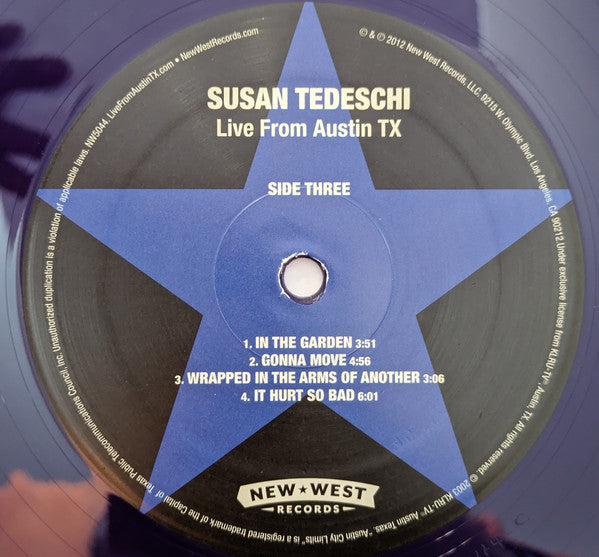 SUSAN TEDESCHI
Live From Austin TX
SIDE THREE
1. IN THE GARDEN 3:51
2. GONNA MOVE 4:56
3. WRAPPED IN THE ARMS OF ANOTHER 3:06
4. IT HURT SO BAD 6:01
NEW★WEST
RECORDS
© & ℗ 2012 New West Records, LLC, 9215 W. Olympic Blvd. Los Angeles, CA 90212 Under exclusive license from KLRU-TV® Austin TX. All rights reserved. © 2003 KLRU-TV® Austin Texas. "Austin City Limits" is a registered trademark of the Capital of Texas Public Telecommunications Council, Inc. Unauthorized duplication is a violation of applicable laws. NW5044. LiveFromAustinTX.com • NewWestRecords.com